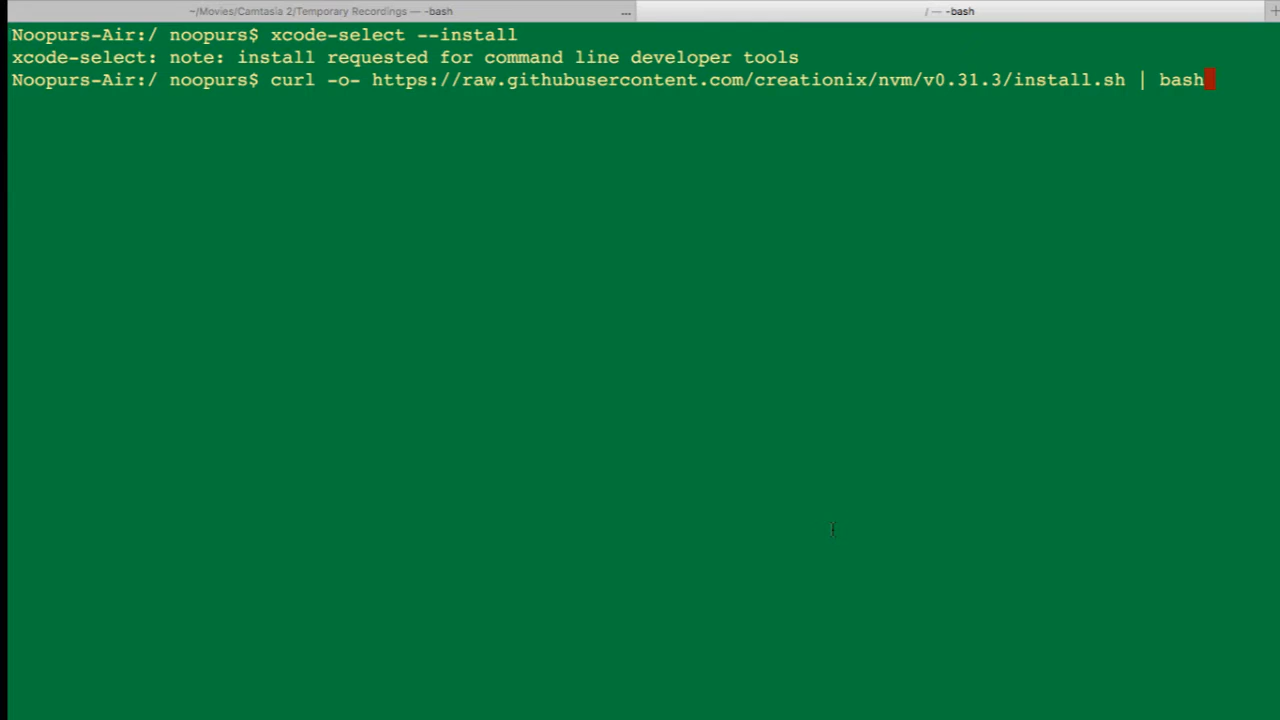 ~/Movies/Camtasia 2/Temporary Recordings — -bash ... / — -bash +
Noopurs-Air:/ noopurs$ xcode-select --install
xcode-select: note: install requested for command line developer tools
Noopurs-Air:/ noopurs$ curl -o- https://raw.githubusercontent.com/creationix/nvm/v0.31.3/install.sh | bash